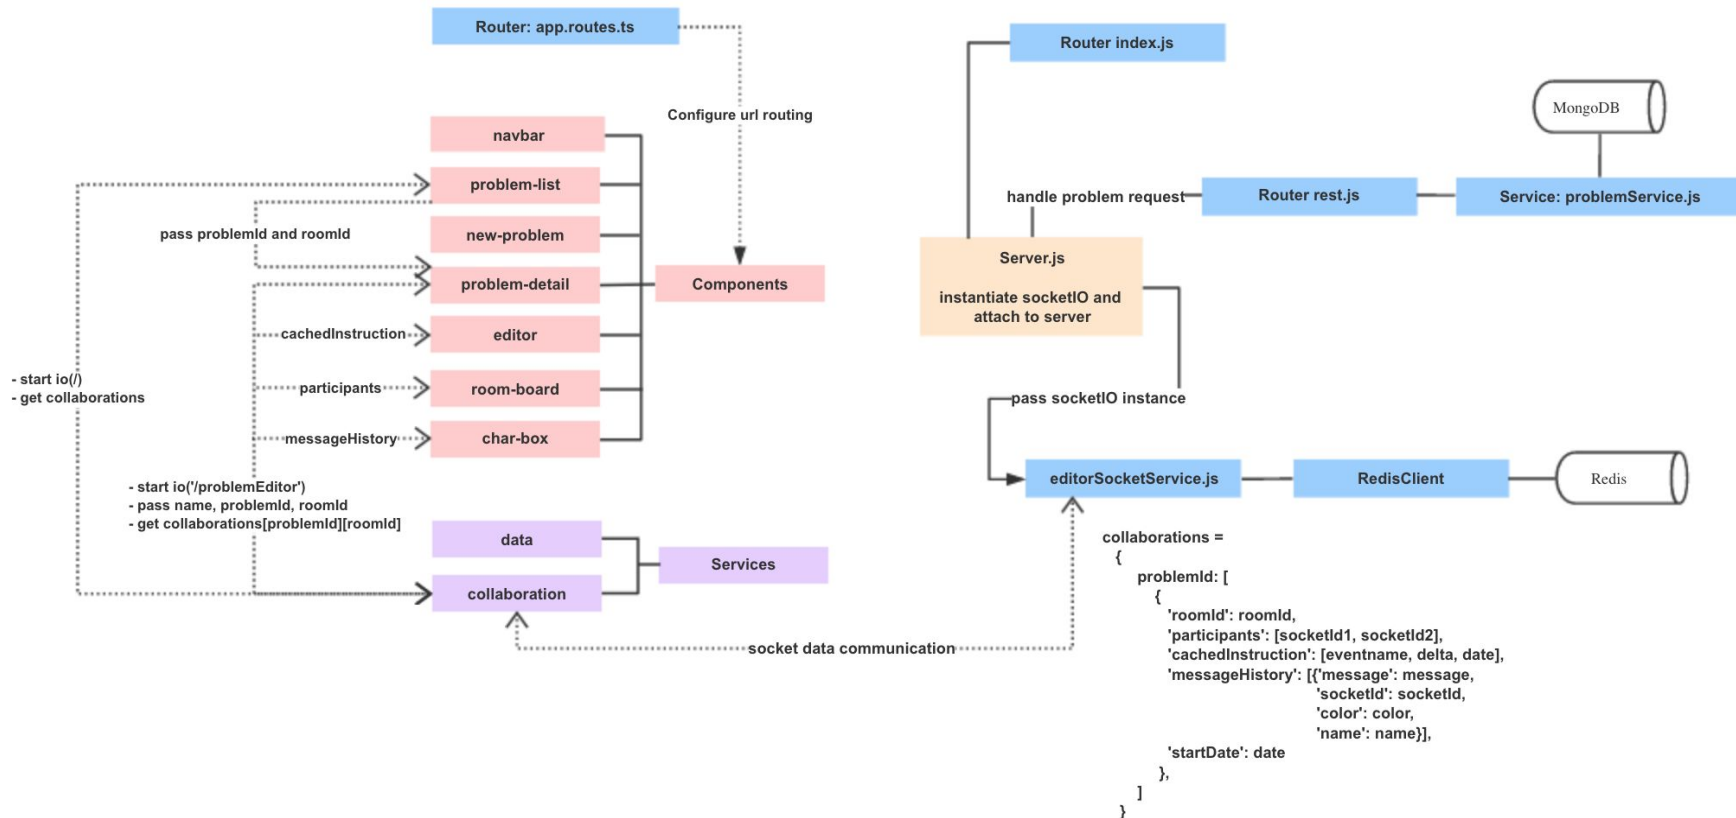 Router: app.routes.ts
Configure url routing
navbar
problem-list
pass problemId and roomId
new-problem
problem-detail
Components
cachedInstruction
editor
participants
room-board
messageHistory
char-box
- start io(/)
- get collaborations
- start io('/problemEditor')
- pass name, problemId, roomId
- get collaborations[problemId][roomId]
data
Services
collaboration
socket data communication
Router index.js
MongoDB
handle problem request
Router rest.js
Service: problemService.js
Server.js
instantiate socketIO and
attach to server
pass socketIO instance
editorSocketService.js
RedisClient
Redis
collaborations =
{
problemId: [
{
'roomId': roomId,
'participants': [socketId1, socketId2],
'cachedInstruction': [eventname, delta, date],
'messageHistory': [{'message': message,
'socketId': socketId,
'color': color,
'name': name}],
'startDate': date
},
]
}